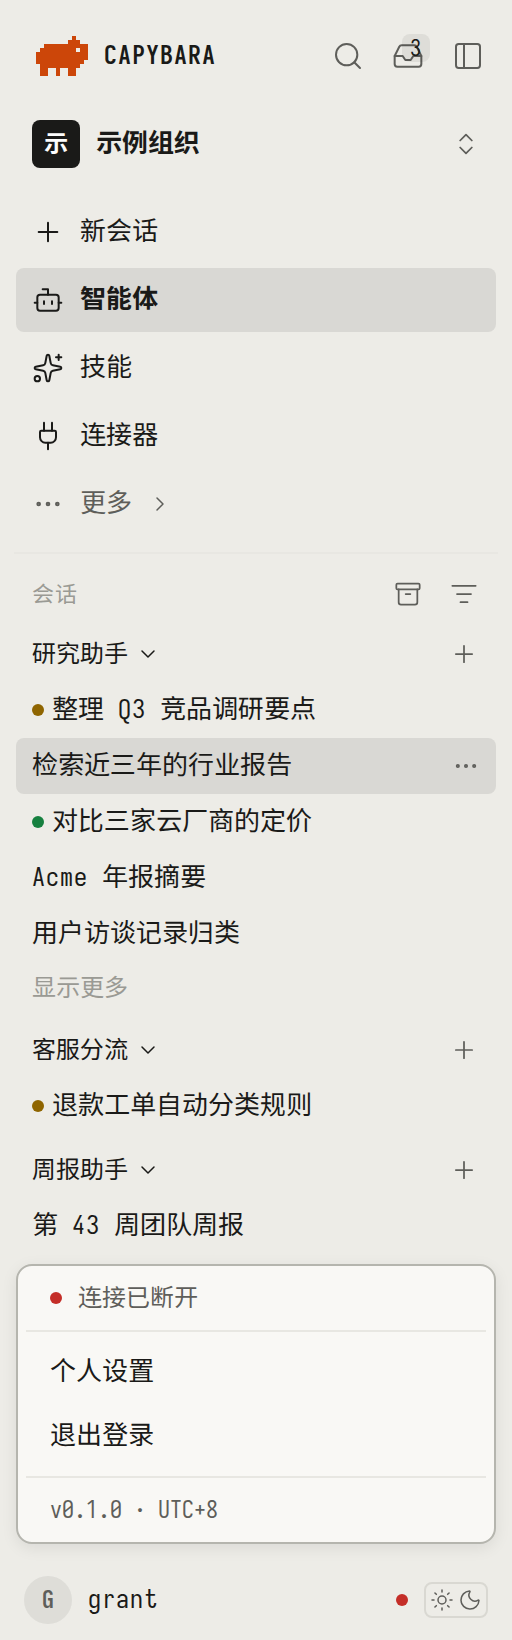 CAPYBARA
3
示 示例组织
新会话
智能体
技能
连接器
更多
会话
研究助手
整理 Q3 竞品调研要点
检索近三年的行业报告
对比三家云厂商的定价
Acme 年报摘要
用户访谈记录归类
显示更多
客服分流
退款工单自动分类规则
周报助手
第 43 周团队周报
连接已断开
个人设置
退出登录
v0.1.0 · UTC+8
G grant